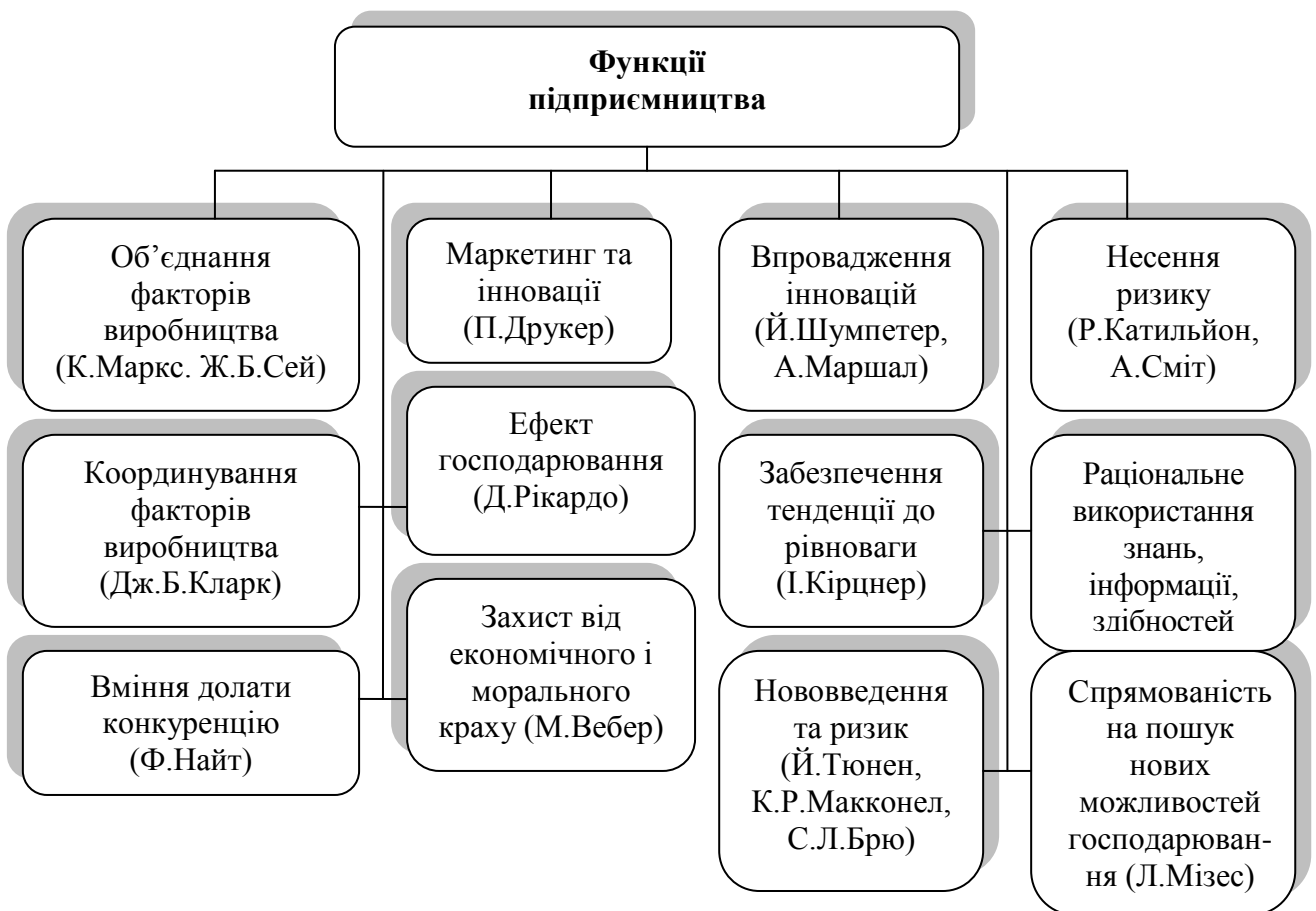 Функції
підприємництва
Об’єднання
факторів
виробництва
(К.Маркс. Ж.Б.Сей)
Маркетинг та
інновації
(П.Друкер)
Впровадження
інновацій
(Й.Шумпетер,
А.Маршал)
Несення
ризику
(Р.Катильйон,
А.Сміт)
Координування
факторів
виробництва
(Дж.Б.Кларк)
Ефект
господарювання
(Д.Рікардо)
Забезпечення
тенденції до
рівноваги
(І.Кірцнер)
Раціональне
використання
знань,
інформації,
здібностей
Вміння долати
конкуренцію
(Ф.Найт)
Захист від
економічного і
морального
краху (М.Вебер)
Нововведення
та ризик
(Й.Тюнен,
К.Р.Макконел,
С.Л.Брю)
Спрямованість
на пошук
нових
можливостей
господарюван-
ня (Л.Мізес)